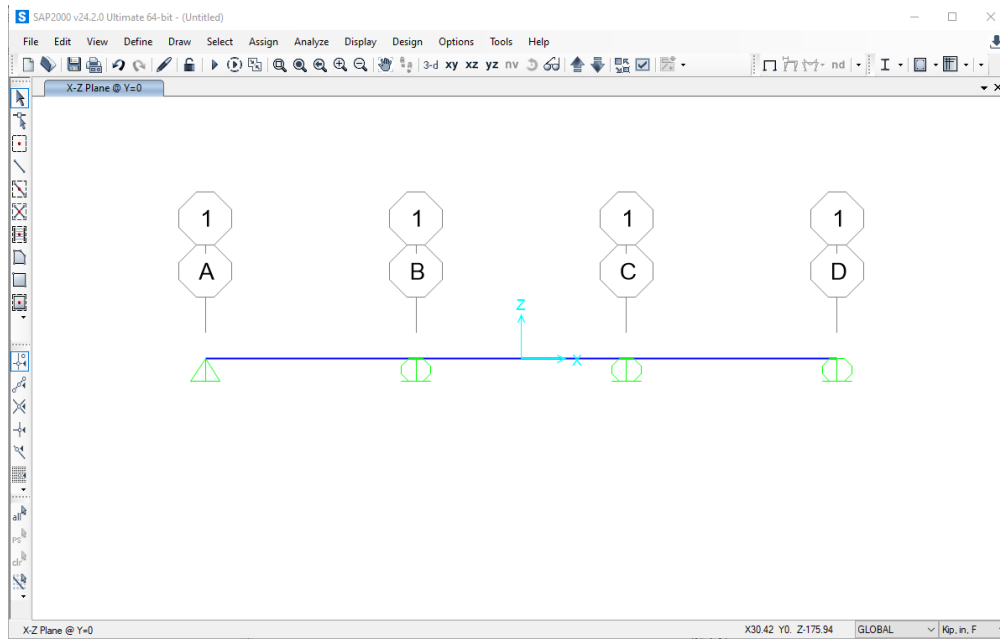 S SAP2000 v24.2.0 Ultimate 64-bit - (Untitled)
File Edit View Define Draw Select Assign Analyze Display Design Options Tools Help
3-d xy xz yz nv nd I
X-Z Plane @ Y=0
1 1 1 1
A B C D
Z
X
all
ps
clr
X-Z Plane @ Y=0 X30.42 Y0. Z-175.94 GLOBAL Kip, in, F